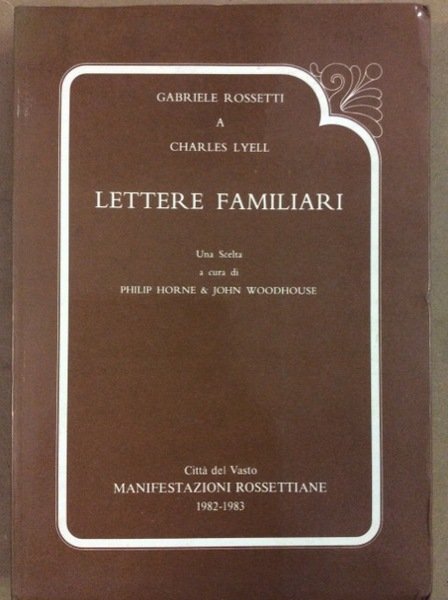 GABRIELE ROSSETTI
A
CHARLES LYELL
LETTERE FAMILIARI
Una Scelta
a cura di
PHILIP HORNE & JOHN WOODHOUSE
Città del Vasto
MANIFESTAZIONI ROSSETTIANE
1982-1983